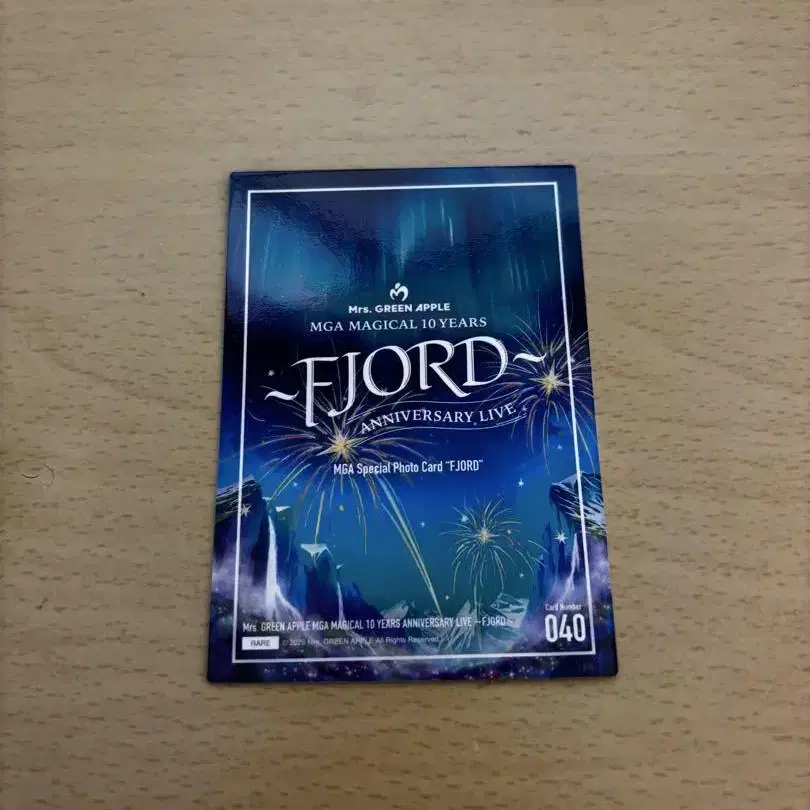 Mrs. GREEN APPLE
MGA MAGICAL 10 YEARS
~FJORD~
ANNIVERSARY LIVE
MGA Special Photo Card "FJORD"
Card Number
040
Mrs. GREEN APPLE MGA MAGICAL 10 YEARS ANNIVERSARY LIVE ~FJORD~
RARE
© 2025 Mrs. GREEN APPLE All Rights Reserved.